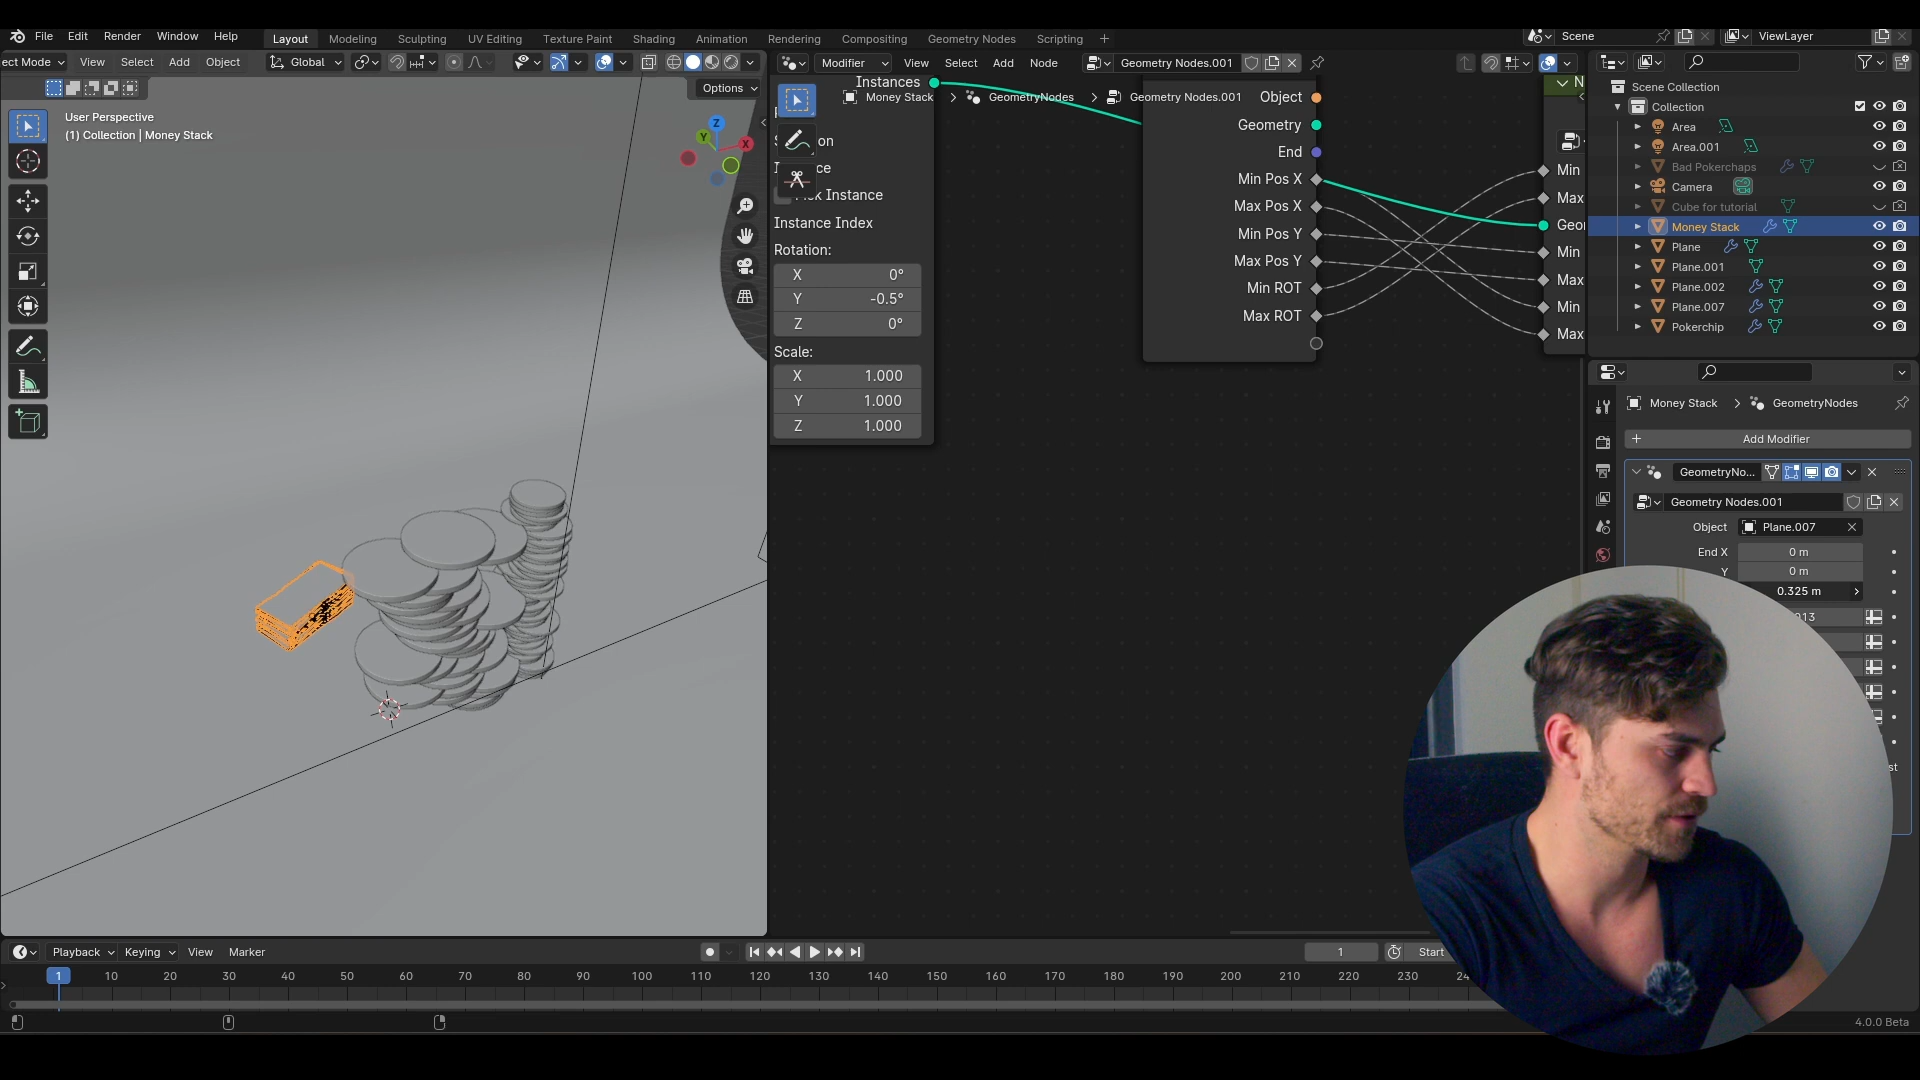 File Edit Render Window Help
Layout Modeling Sculpting UV Editing Texture Paint Shading Animation Rendering Compositing Geometry Nodes Scripting +
Scene
ViewLayer
ect Mode View Select Add Object Global
Modifier View Select Add Node Geometry Nodes.001
Options
User Perspective
(1) Collection | Money Stack
Z
Y
X
Instances
Money Stack > GeometryNodes > Geometry Nodes.001
on
Instance Index
Rotation:
X 0°
Y -0.5°
Z 0°
Scale:
X 1.000
Y 1.000
Z 1.000
Object
Geometry
End
Min Pos X
Max Pos X
Min Pos Y
Max Pos Y
Min ROT
Max ROT
N
Min
Max
Geo
Min
Max
Min
Max
Scene Collection
Collection
Area
Area.001
Bad Pokerchaps
Camera
Cube for tutorial
Money Stack
Plane
Plane.001
Plane.002
Plane.007
Pokerchip
Money Stack > GeometryNodes
+ Add Modifier
GeometryNo...
Geometry Nodes.001
Object Plane.007
End X 0 m
Y 0 m
0.325 m
013
st
Playback Keying View Marker
1
Start
1 10 20 30 40 50 60 70 80 90 100 110 120 130 140 150 160 170 180 190 200 210 220 230 24
4.0.0 Beta